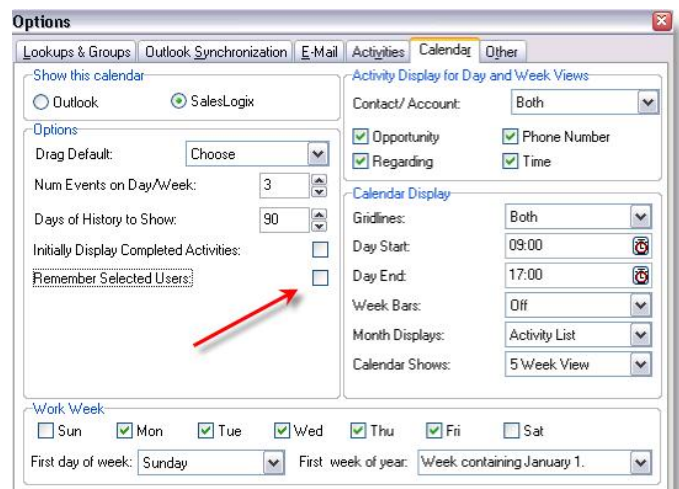 Options
Lookups & Groups Outlook Synchronization E-Mail Activities Calendar Other
Show this calendar
Outlook SalesLogix
Options
Drag Default: Choose
Num Events on Day/Week: 3
Days of History to Show: 90
Initially Display Completed Activities:
Remember Selected Users:
Activity Display for Day and Week Views
Contact/ Account: Both
Opportunity Phone Number
Regarding Time
Calendar Display
Gridlines: Both
Day Start: 09:00
Day End: 17:00
Week Bars: Off
Month Displays: Activity List
Calendar Shows: 5 Week View
Work Week
Sun Mon Tue Wed Thu Fri Sat
First day of week: Sunday First week of year: Week containing January 1.